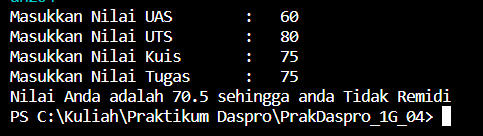 Masukkan Nilai UAS     :   60
Masukkan Nilai UTS     :   80
Masukkan Nilai Kuis    :   75
Masukkan Nilai Tugas   :   75
Nilai Anda adalah 70.5 sehingga anda Tidak Remidi
PS C:\Kuliah\Praktikum Daspro\PrakDaspro_1G_04>